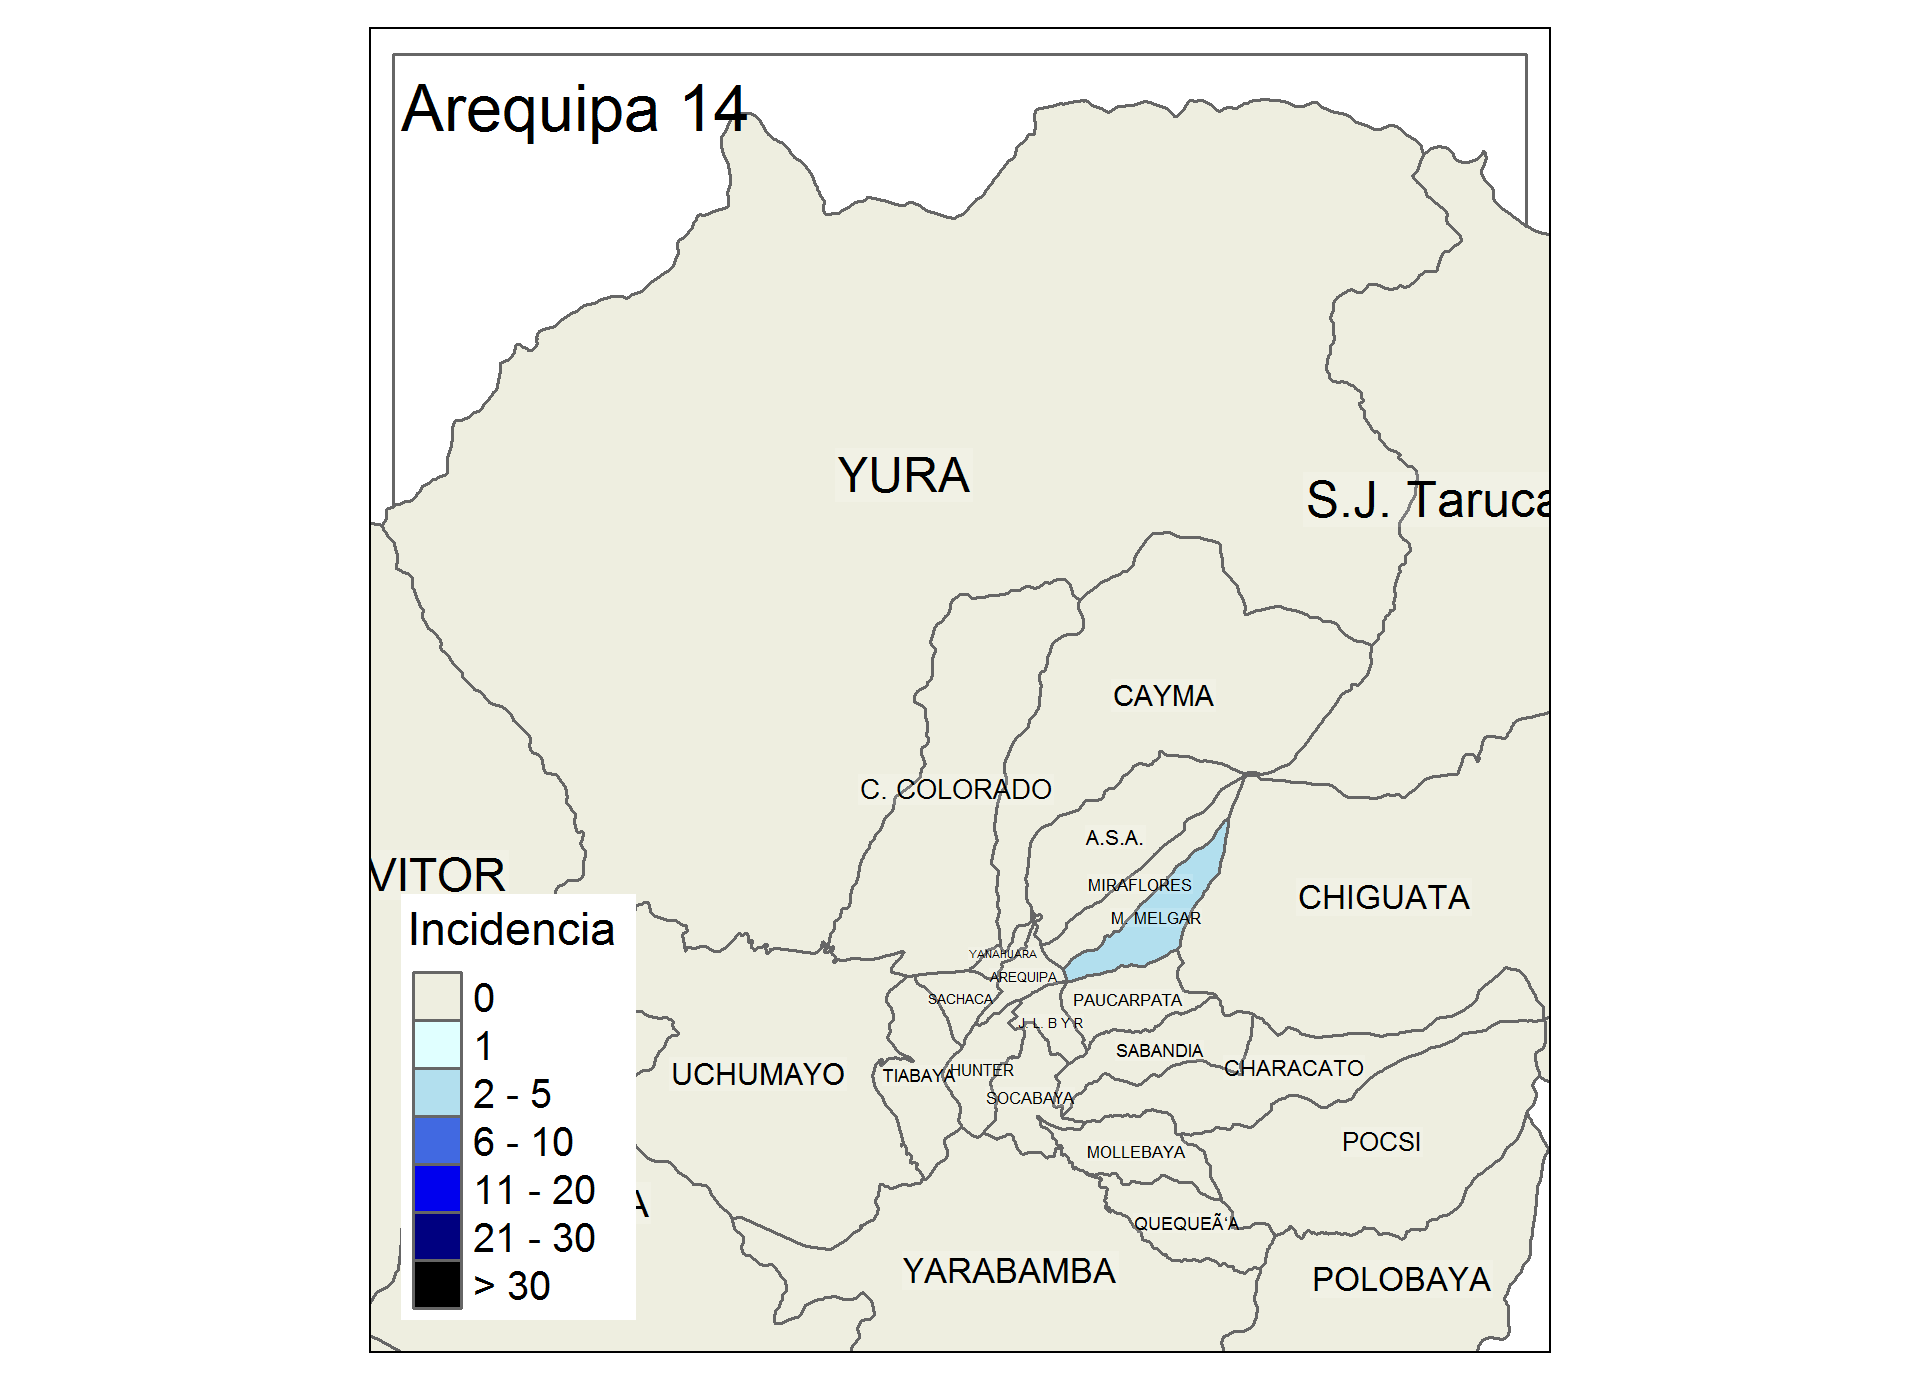 Arequipa 14
YURA
S.J. Taruca
CAYMA
C. COLORADO
A.S.A.
VITOR
MIRAFLORES
CHIGUATA
M. MELGAR
YANAHUARA
AREQUIPA
SACHACA
PAUCARPATA
J. L. B Y R
SABANDIA
CHARACATO
UCHUMAYO
TIABAYA
HUNTER
SOCABAYA
POCSI
MOLLEBAYA
QUEQUEÃ‘A
YARABAMBA
POLOBAYA
A
Incidencia
0
1
2 - 5
6 - 10
11 - 20
21 - 30
> 30